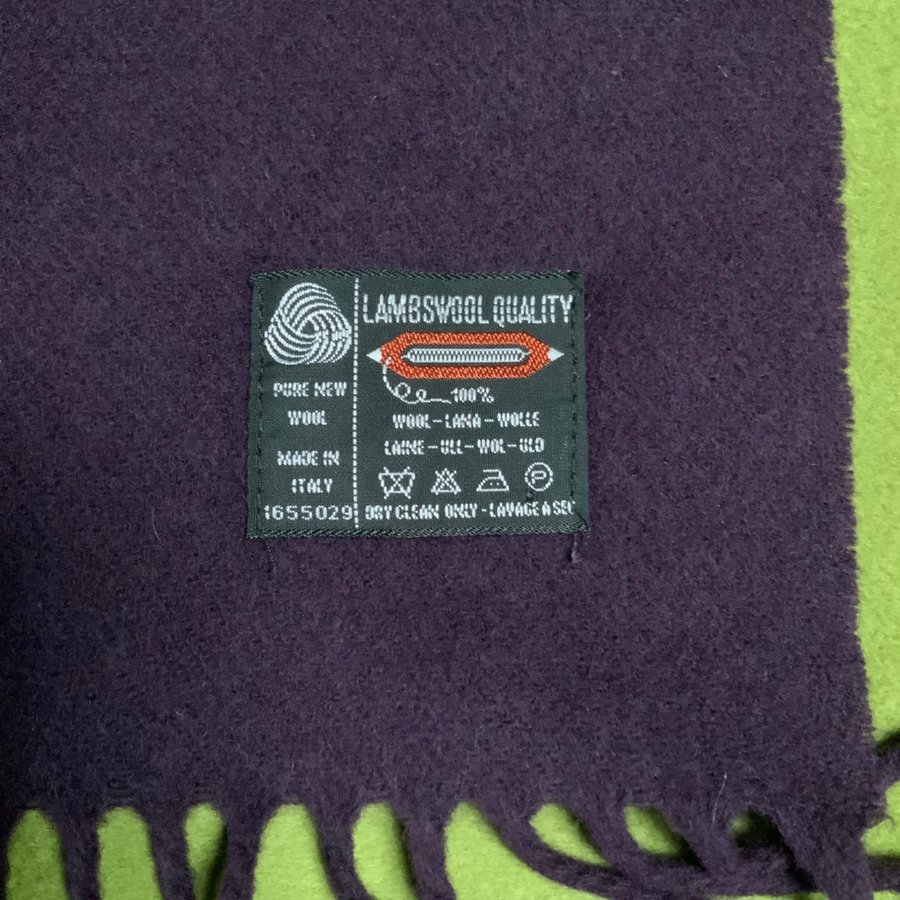 PURE NEW
WOOL
MADE IN
ITALY
1655029
LAMBSWOOL QUALITY
100%
WOOL-LANA-WOLLE
LAINE-ULL-WOL-ULD
P
DRY CLEAN ONLY-LAVAGE A SEC